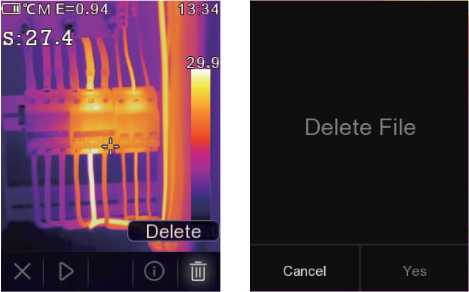 ℃ M E=0.94 13:34
S:27.4
29.9
Delete
Delete File
Cancel Yes